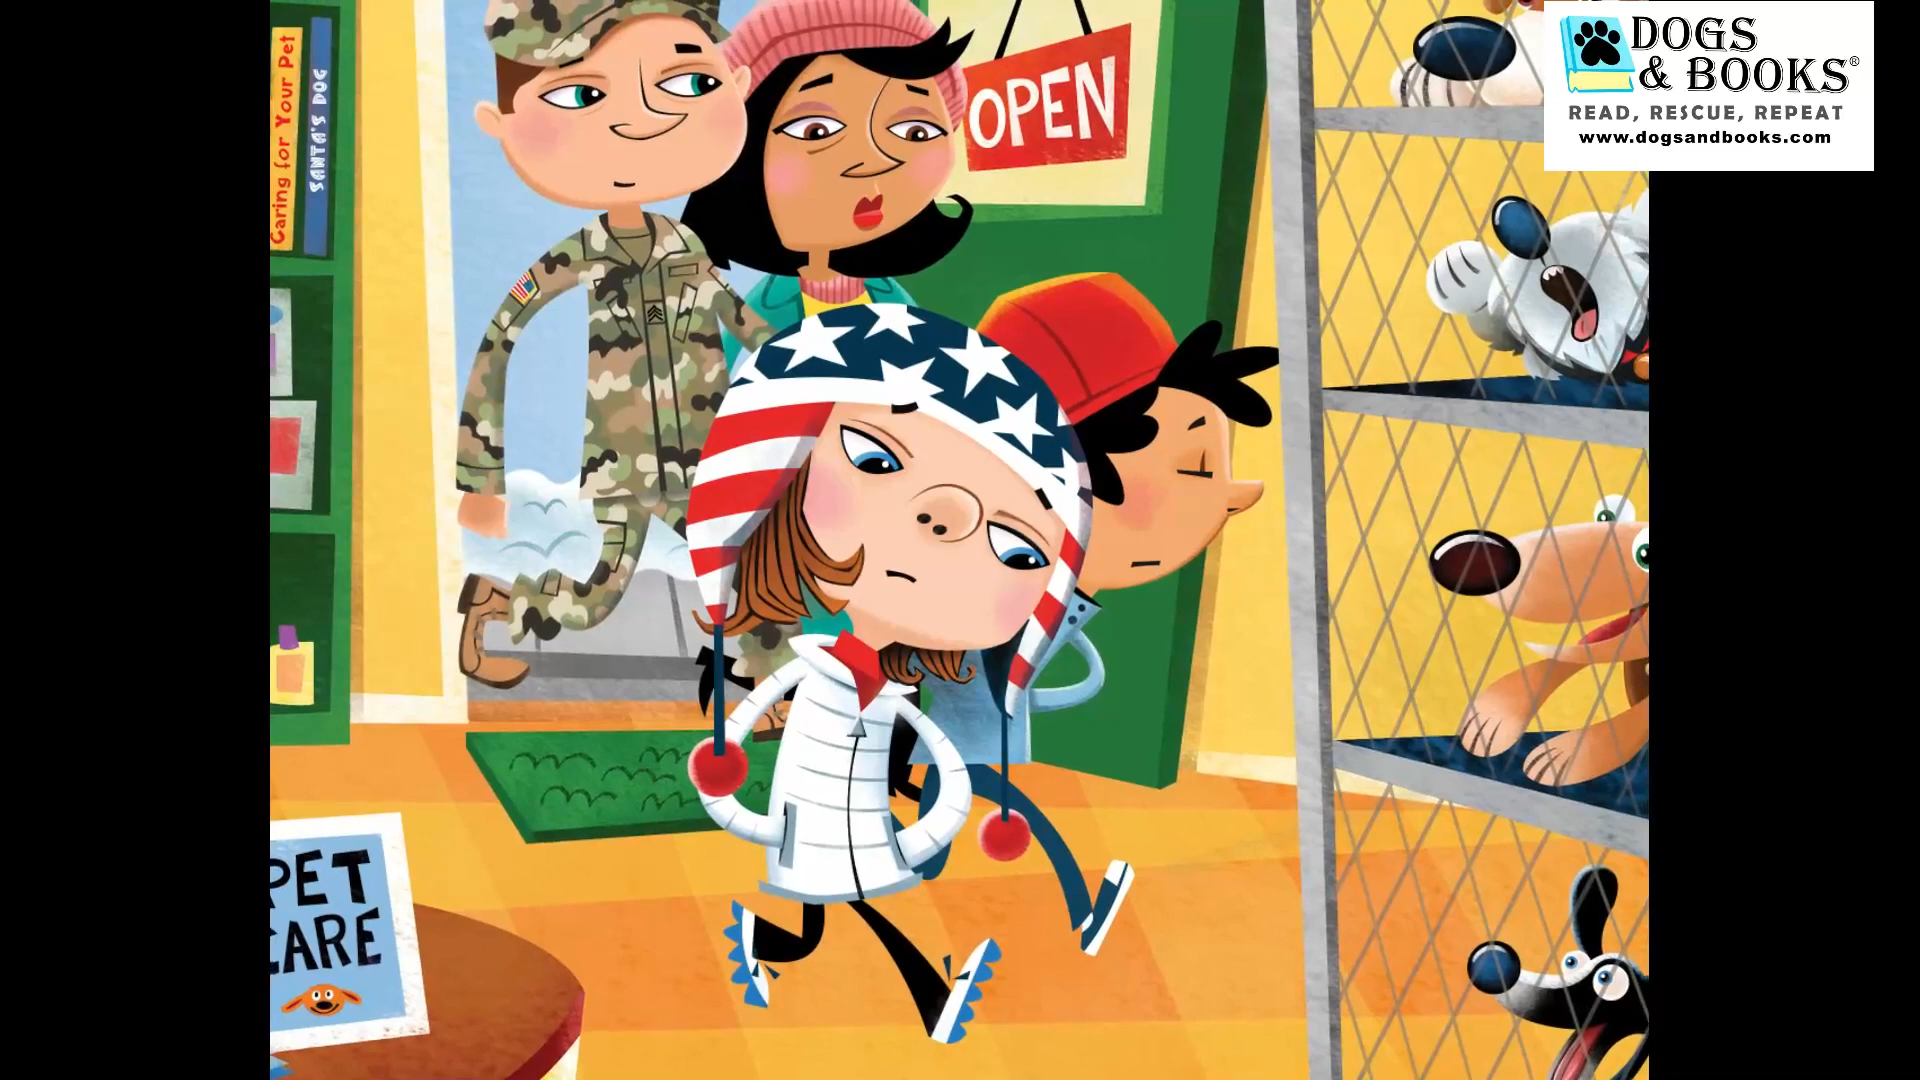 Caring for Your Pet
SANTA'S DOG
OPEN
DOGS
& BOOKS®
READ, RESCUE, REPEAT
www.dogsandbooks.com
PET
CARE